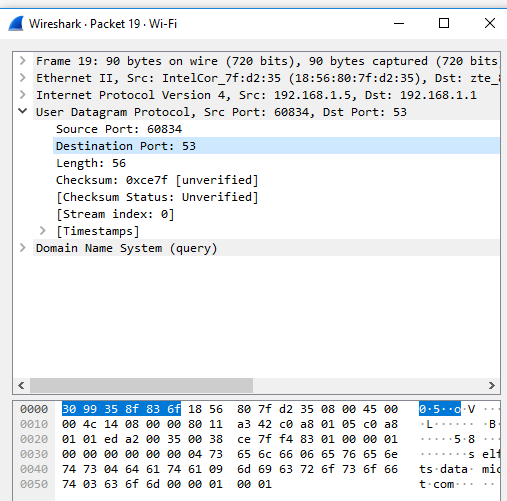 Wireshark · Packet 19 · Wi-Fi
Frame 19: 90 bytes on wire (720 bits), 90 bytes captured (720 bits
Ethernet II, Src: IntelCor_7f:d2:35 (18:56:80:7f:d2:35), Dst: zte_8
Internet Protocol Version 4, Src: 192.168.1.5, Dst: 192.168.1.1
User Datagram Protocol, Src Port: 60834, Dst Port: 53
Source Port: 60834
Destination Port: 53
Length: 56
Checksum: 0xce7f [unverified]
[Checksum Status: Unverified]
[Stream index: 0]
[Timestamps]
Domain Name System (query)
0000 30 99 35 8f 83 6f 18 56 80 7f d2 35 08 00 45 00 0·5··o·V ···
0010 00 4c 14 08 00 00 80 11 a3 42 c0 a8 01 05 c0 a8 ·L······ ·B·
0020 01 01 ed a2 00 35 00 38 ce 7f f4 83 01 00 00 01 ·····5·8 ···
0030 00 00 00 00 00 00 04 73 65 6c 66 06 65 76 65 6e ·······s elf
0040 74 73 04 64 61 74 61 09 6d 69 63 72 6f 73 6f 66 ts·data· mic
0050 74 03 63 6f 6d 00 00 01 00 01 t·com··· ··